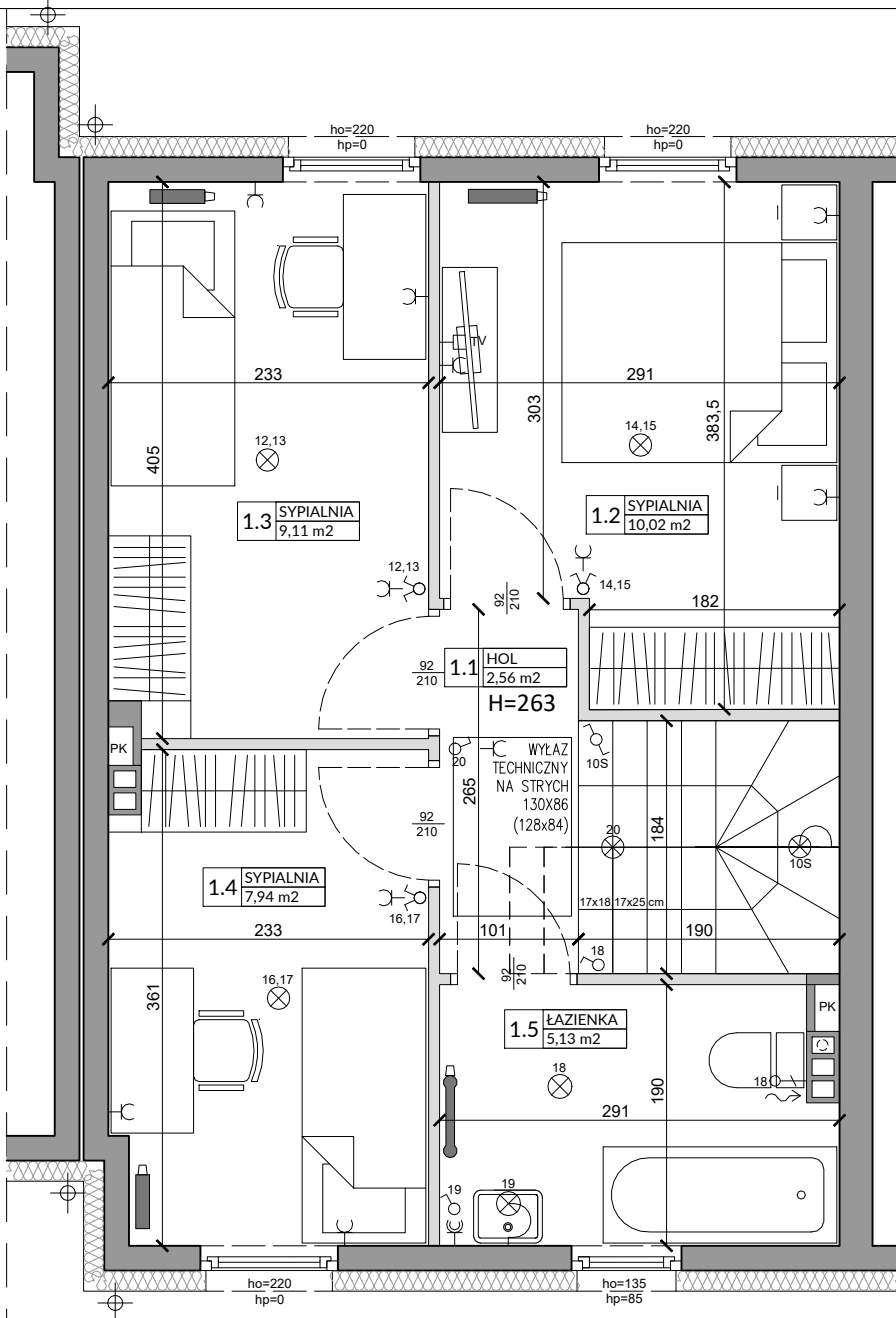 ho=220
hp=0
ho=220
hp=0
TV
233
291
303
383,5
405
12,13
14,15
1.3 SYPIALNIA
9,11 m2
1.2 SYPIALNIA
10,02 m2
12,13
14,15
92
210
182
92
210
1.1 HOL
2,56 m2
H=263
PK
20
WYŁAZ
TECHNICZNY
NA STRYCH
130X86
(128x84)
10S
265
92
210
20
184
10S
1.4 SYPIALNIA
7,94 m2
16,17
17x18,17x25 cm
233
101
190
18
92
210
361
16,17
1.5 ŁAZIENKA
5,13 m2
PK
18
18
190
291
19
19
ho=220
hp=0
ho=135
hp=85